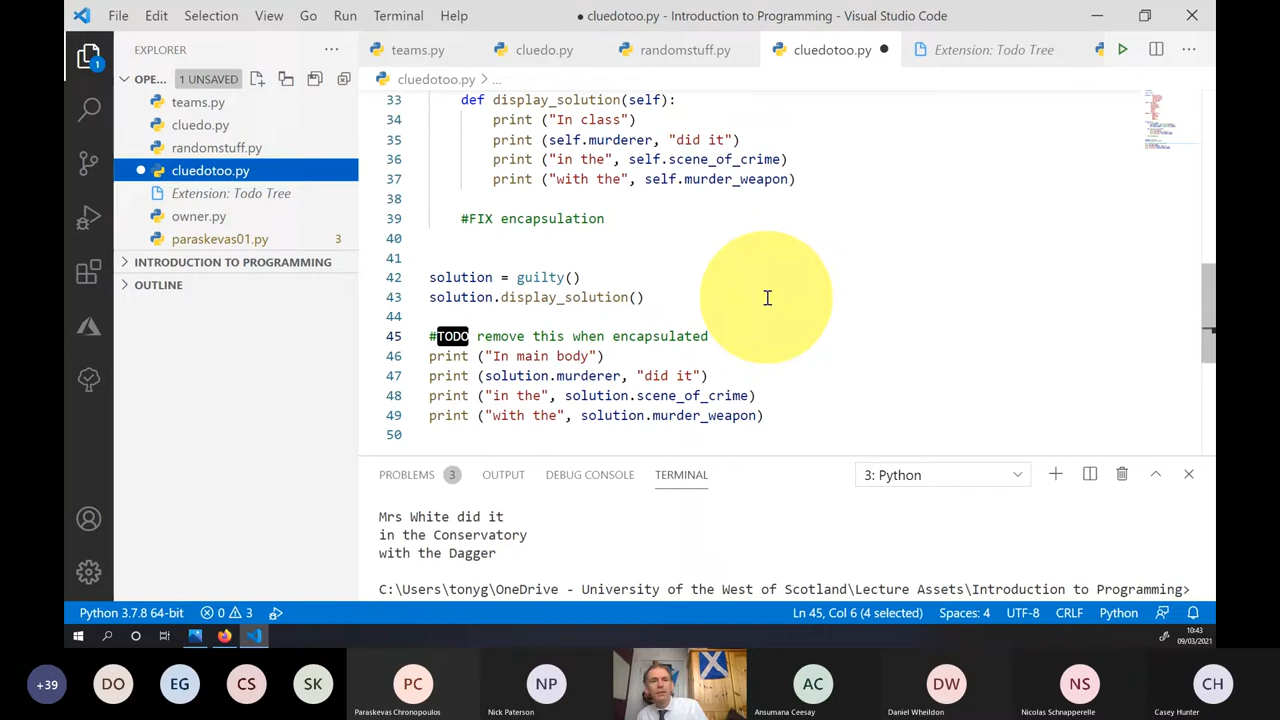 File Edit Selection View Go Run Terminal Help
● cluedotoo.py - Introduction to Programming - Visual Studio Code
EXPLORER
teams.py cluedo.py randomstuff.py cluedotoo.py Extension: Todo Tree
OPE... 1 UNSAVED
cluedotoo.py > ...
teams.py
cluedo.py
randomstuff.py
cluedotoo.py
Extension: Todo Tree
owner.py
paraskevas01.py 3
INTRODUCTION TO PROGRAMMING
OUTLINE
1
33 def display_solution(self):
34 print ("In class")
35 print (self.murderer, "did it")
36 print ("in the", self.scene_of_crime)
37 print ("with the", self.murder_weapon)
38
39 #FIX encapsulation
40
41
42 solution = guilty()
43 solution.display_solution()
44
45 #TODO remove this when encapsulated
46 print ("In main body")
47 print (solution.murderer, "did it")
48 print ("in the", solution.scene_of_crime)
49 print ("with the", solution.murder_weapon)
50
PROBLEMS 3 OUTPUT DEBUG CONSOLE TERMINAL 3: Python
Mrs White did it
in the Conservatory
with the Dagger
C:\Users\tonyg\OneDrive - University of the West of Scotland\Lecture Assets\Introduction to Programming>
Python 3.7.8 64-bit 0 3 Ln 45, Col 6 (4 selected) Spaces: 4 UTF-8 CRLF Python
10:43
09/03/2021
+39 DO EG CS SK PC NP AC DW NS CH
Paraskevas Chronopoulos Nick Paterson Ansumana Ceesay Daniel Wheildon Nicolas Schnapperelle Casey Hunter